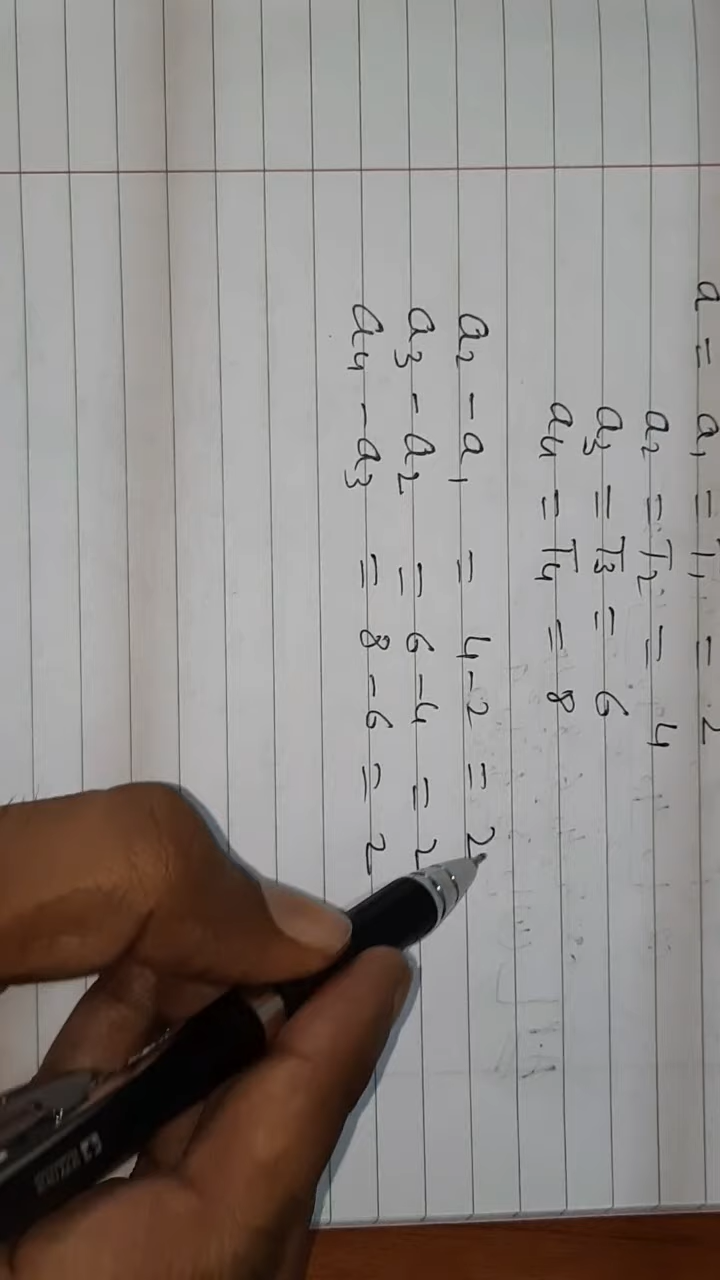 a = a₁ = T₁ = 2
a₂ = T₂ = 4
a₃ = T₃ = 6
a₄ = T₄ = 8
a₂ - a₁ = 4 - 2 = 2
a₃ - a₂ = 6 - 4 = 2
a₄ - a₃ = 8 - 6 = 2